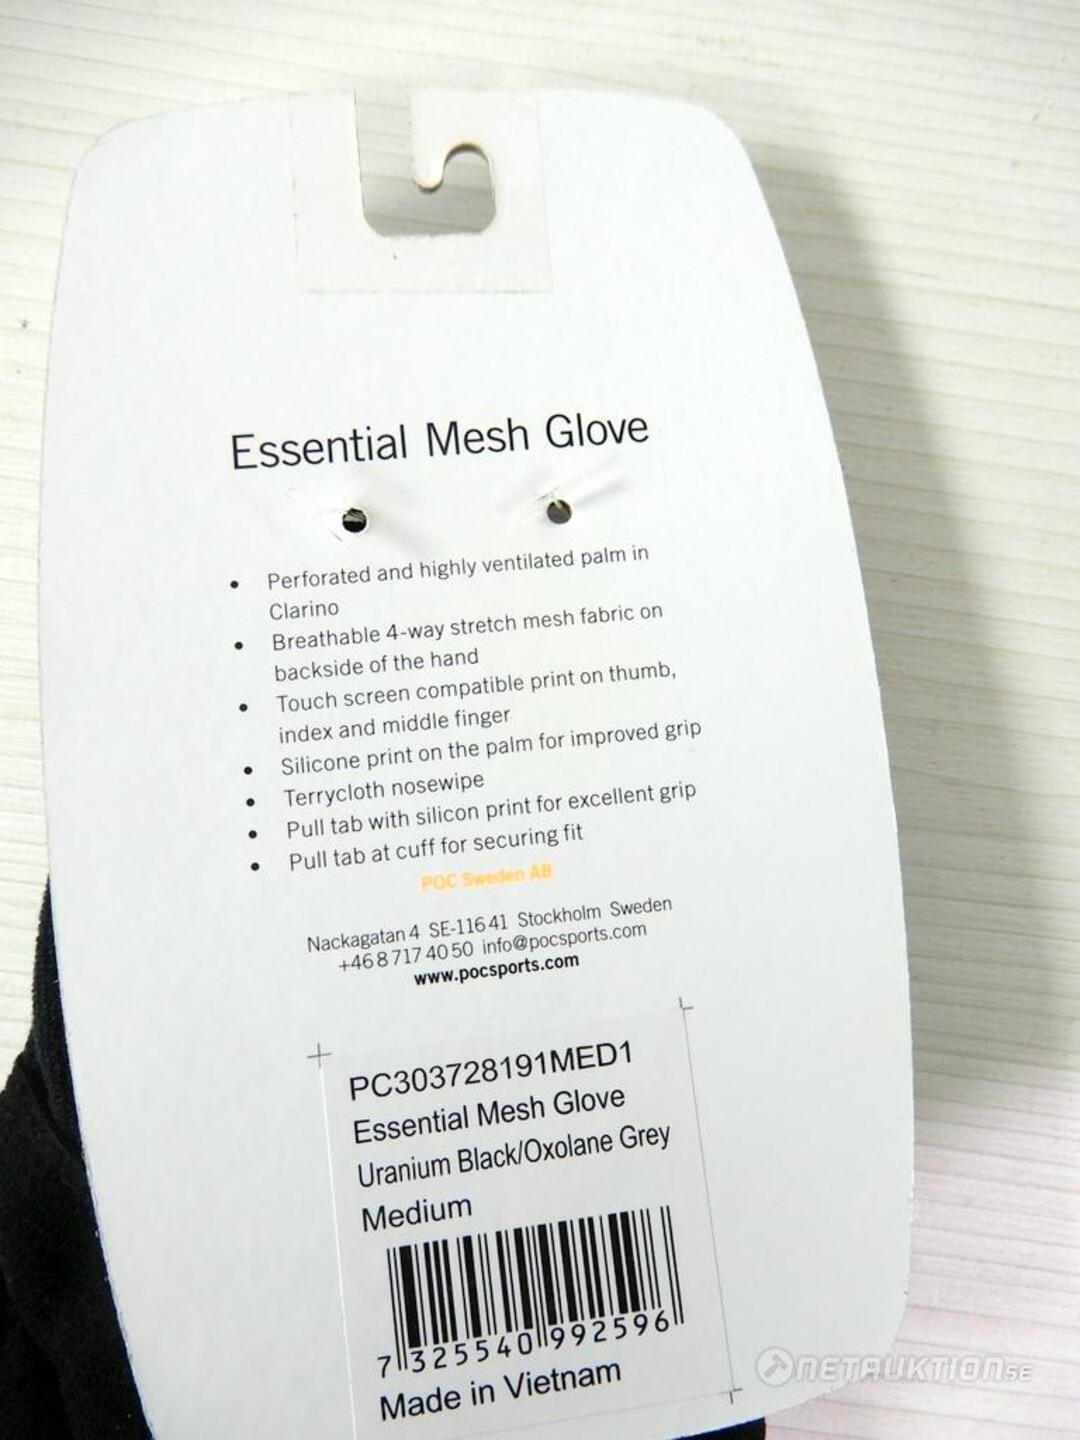 Essential Mesh Glove
• Perforated and highly ventilated palm in
Clarino
• Breathable 4-way stretch mesh fabric on
backside of the hand
• Touch screen compatible print on thumb,
index and middle finger
• Silicone print on the palm for improved grip
• Terrycloth nosewipe
• Pull tab with silicon print for excellent grip
• Pull tab at cuff for securing fit
POC Sweden AB
Nackagatan 4 SE-116 41 Stockholm Sweden
+46 8 717 40 50 info@pocsports.com
www.pocsports.com
PC303728191MED1
Essential Mesh Glove
Uranium Black/Oxolane Grey
Medium
7 325540 992596
Made in Vietnam
NETAUKTION.SE